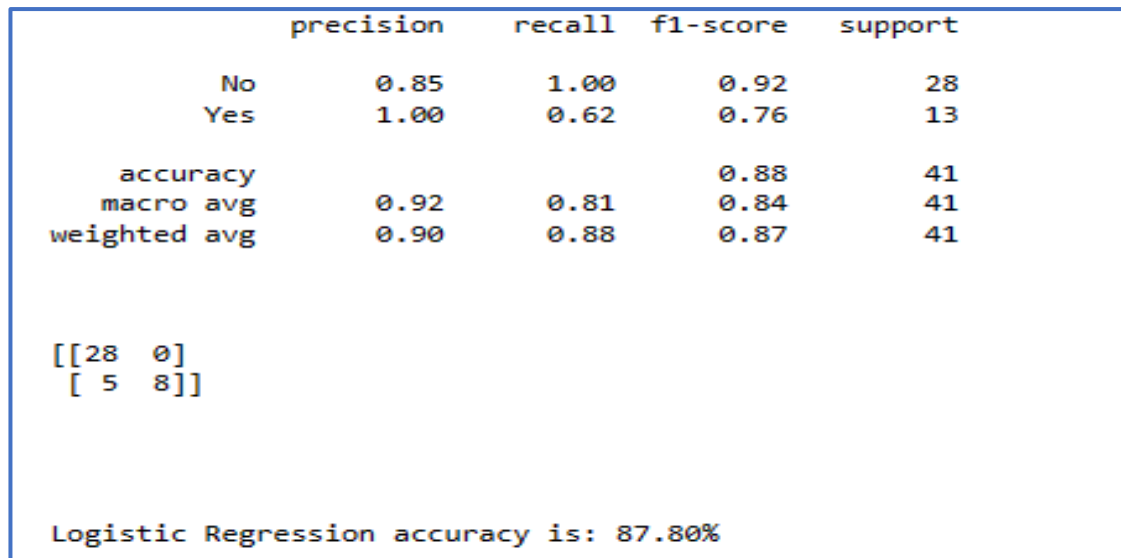 precision recall f1-score support
No 0.85 1.00 0.92 28
Yes 1.00 0.62 0.76 13
accuracy 0.88 41
macro avg 0.92 0.81 0.84 41
weighted avg 0.90 0.88 0.87 41
[[28 0]
[ 5 8]]
Logistic Regression accuracy is: 87.80%